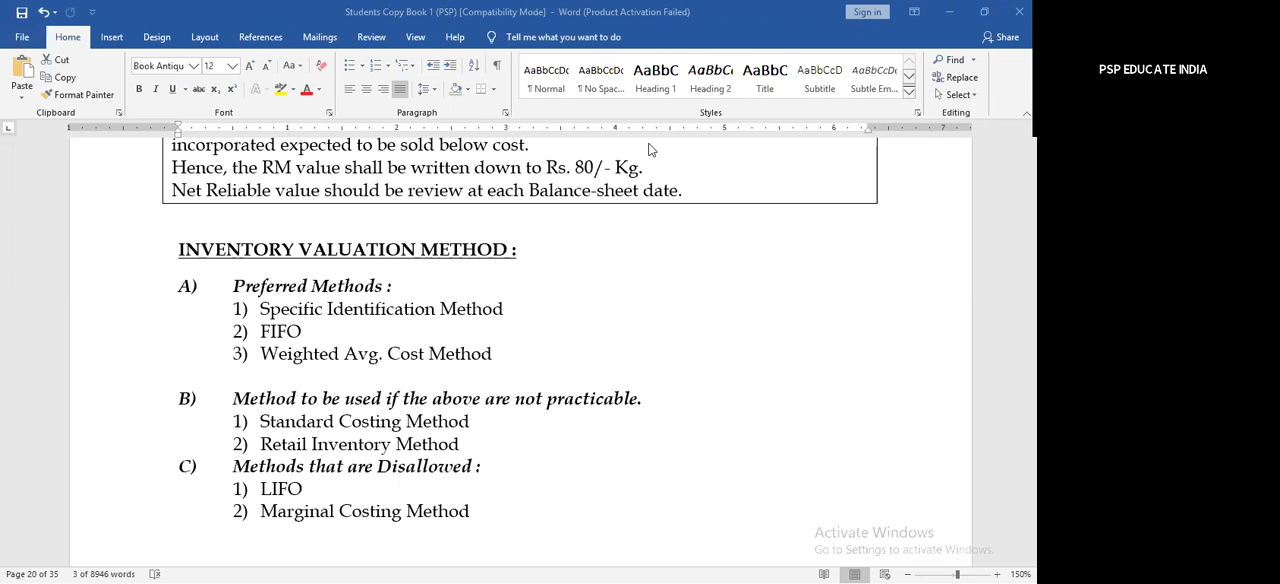 Students Copy Book 1 (PSP) [Compatibility Mode] - Word (Product Activation Failed)
Sign in
File Home Insert Design Layout References Mailings Review View Help Tell me what you want to do Share
Paste
Cut
Copy
Format Painter
Clipboard
Book Antiqu 12
Font
Paragraph
AaBbCcDc AaBbCcDc AaBbC AaBbCc AaBbC AaBbCcD AaBbCcDc
¶ Normal ¶ No Spac... Heading 1 Heading 2 Title Subtitle Subtle Em...
Styles
Find
Replace
Select
Editing
PSP EDUCATE INDIA
1 1 2 3 4 5 6 7
incorporated expected to be sold below cost.
Hence, the RM value shall be written down to Rs. 80/- Kg.
Net Reliable value should be review at each Balance-sheet date.
INVENTORY VALUATION METHOD :
A) Preferred Methods :
1) Specific Identification Method
2) FIFO
3) Weighted Avg. Cost Method
B) Method to be used if the above are not practicable.
1) Standard Costing Method
2) Retail Inventory Method
C) Methods that are Disallowed :
1) LIFO
2) Marginal Costing Method
Activate Windows
Go to Settings to activate Windows.
Page 20 of 35 3 of 8946 words
150%